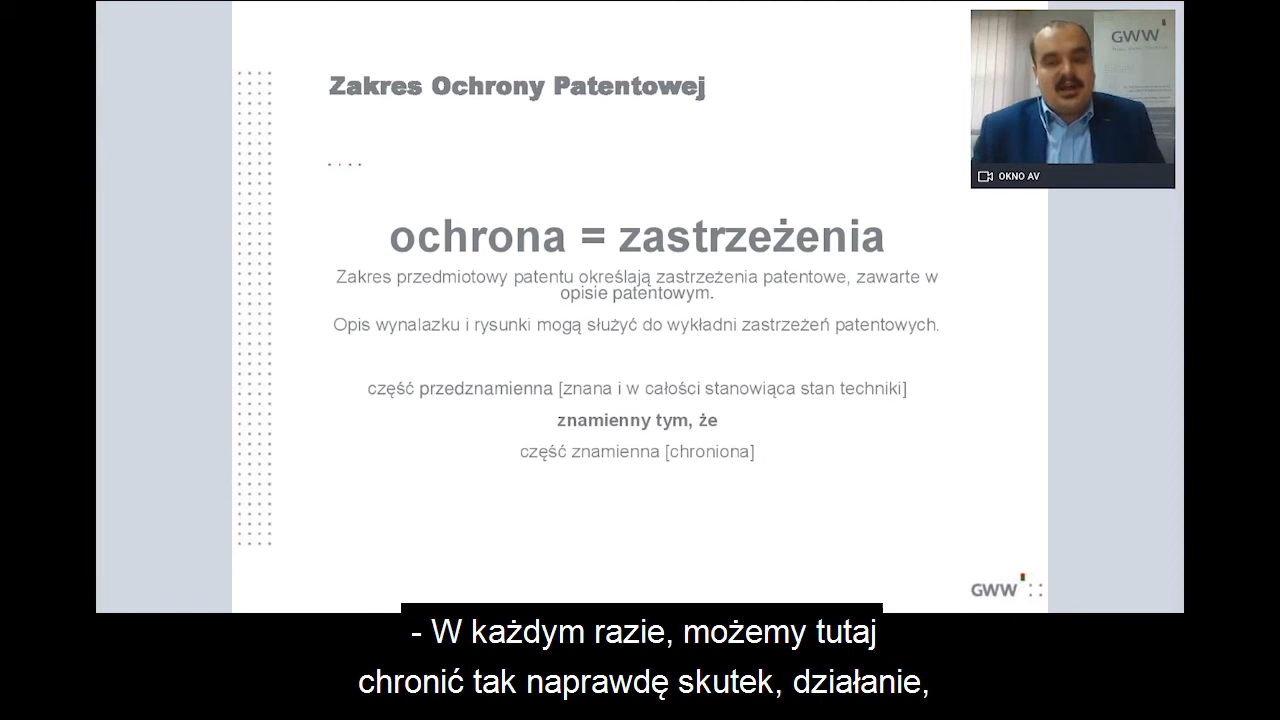 Zakres Ochrony Patentowej
GWW
OKNO AV
ochrona = zastrzeżenia
Zakres przedmiotowy patentu określają zastrzeżenia patentowe, zawarte w
opisie patentowym.
Opis wynalazku i rysunki mogą służyć do wykładni zastrzeżeń patentowych.
część przedznamienna [znana i w całości stanowiąca stan techniki]
znamienny tym, że
część znamienna [chroniona]
GWW
- W każdym razie, możemy tutaj
chronić tak naprawdę skutek, działanie,